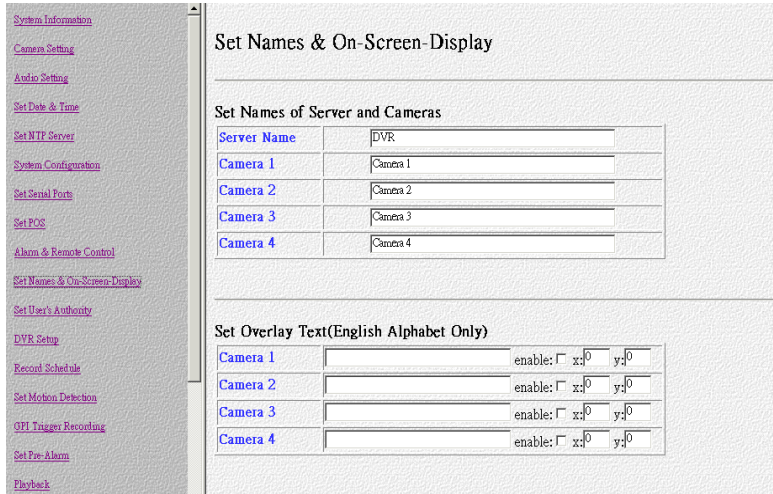 System Information
Camera Setting
Audio Setting
Set Date & Time
Set NTP Server
System Configuration
Set Serial Ports
Set POS
Alarm & Remote Control
Set Names & On-Screen-Display
Set User's Authority
DVR Setup
Record Schedule
Set Motion Detection
GPI Trigger Recording
Set Pre-Alarm
Playback
Set Names & On-Screen-Display
Set Names of Server and Cameras
Server Name DVR
Camera 1 Camera 1
Camera 2 Camera 2
Camera 3 Camera 3
Camera 4 Camera 4
Set Overlay Text(English Alphabet Only)
Camera 1 enable: x:0 y:0
Camera 2 enable: x:0 y:0
Camera 3 enable: x:0 y:0
Camera 4 enable: x:0 y:0